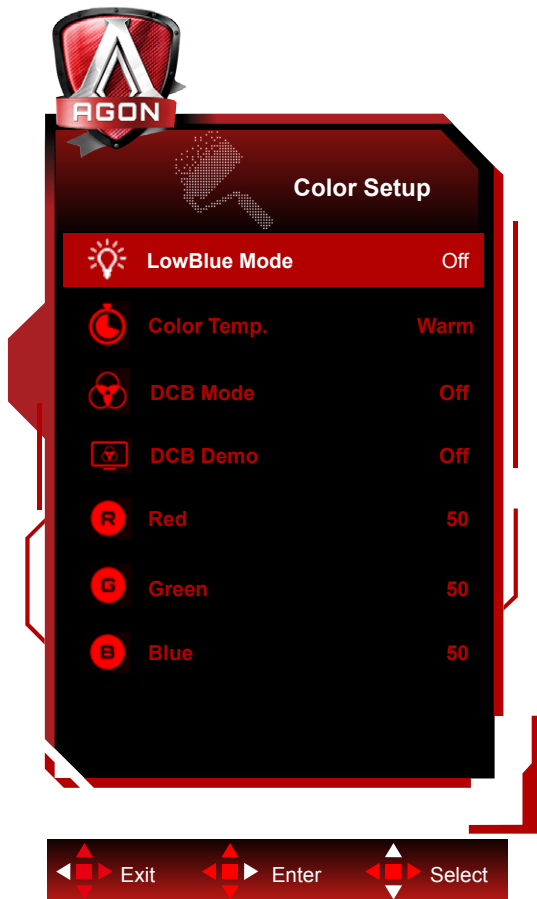 AGON
Color Setup
LowBlue Mode Off
Color Temp. Warm
DCB Mode Off
DCB Demo Off
R Red 50
G Green 50
B Blue 50
Exit Enter Select